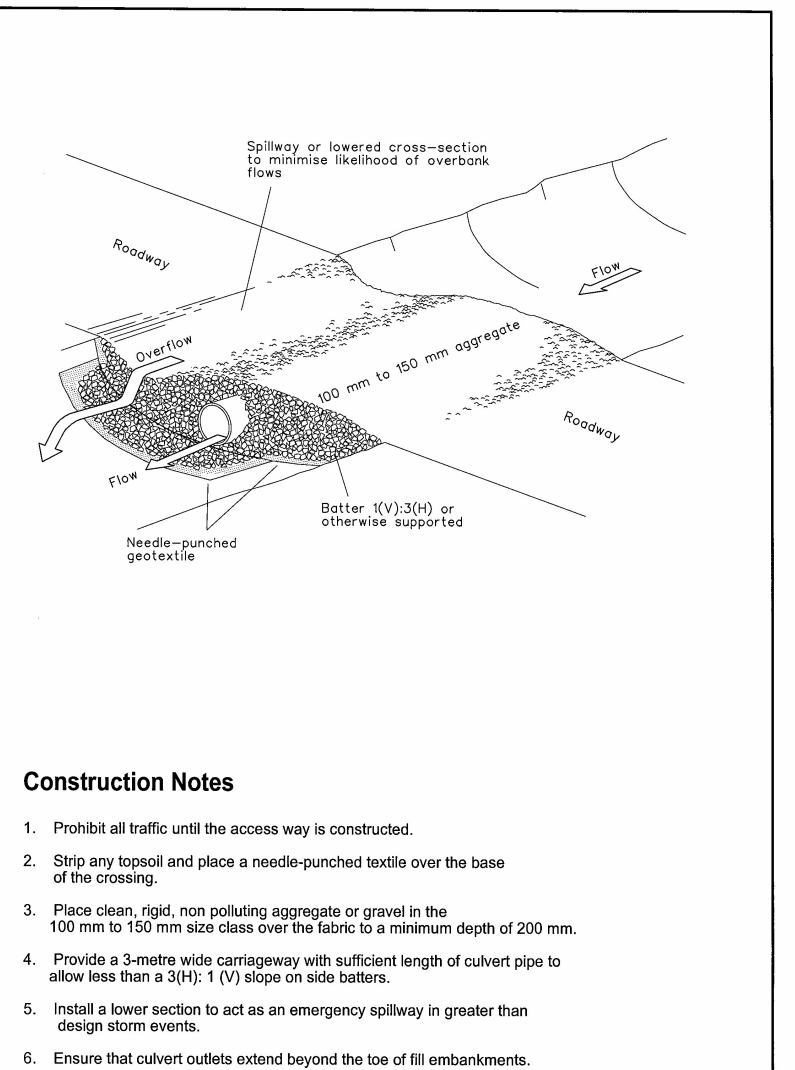 Spillway or lowered cross-section
to minimise likelihood of overbank
flows
Roadway
Flow
Overflow
100 mm to 150 mm aggregate
Roadway
Flow
Batter 1(V):3(H) or
otherwise supported
Needle-punched
geotextile
Construction Notes
1. Prohibit all traffic until the access way is constructed.
2. Strip any topsoil and place a needle-punched textile over the base
of the crossing.
3. Place clean, rigid, non polluting aggregate or gravel in the
100 mm to 150 mm size class over the fabric to a minimum depth of 200 mm.
4. Provide a 3-metre wide carriageway with sufficient length of culvert pipe to
allow less than a 3(H): 1 (V) slope on side batters.
5. Install a lower section to act as an emergency spillway in greater than
design storm events.
6. Ensure that culvert outlets extend beyond the toe of fill embankments.